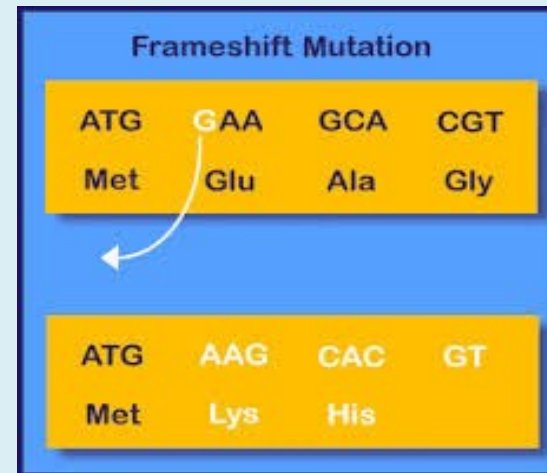 Frameshift Mutation
ATG GAA GCA CGT
Met Glu Ala Gly
ATG AAG CAC GT
Met Lys His